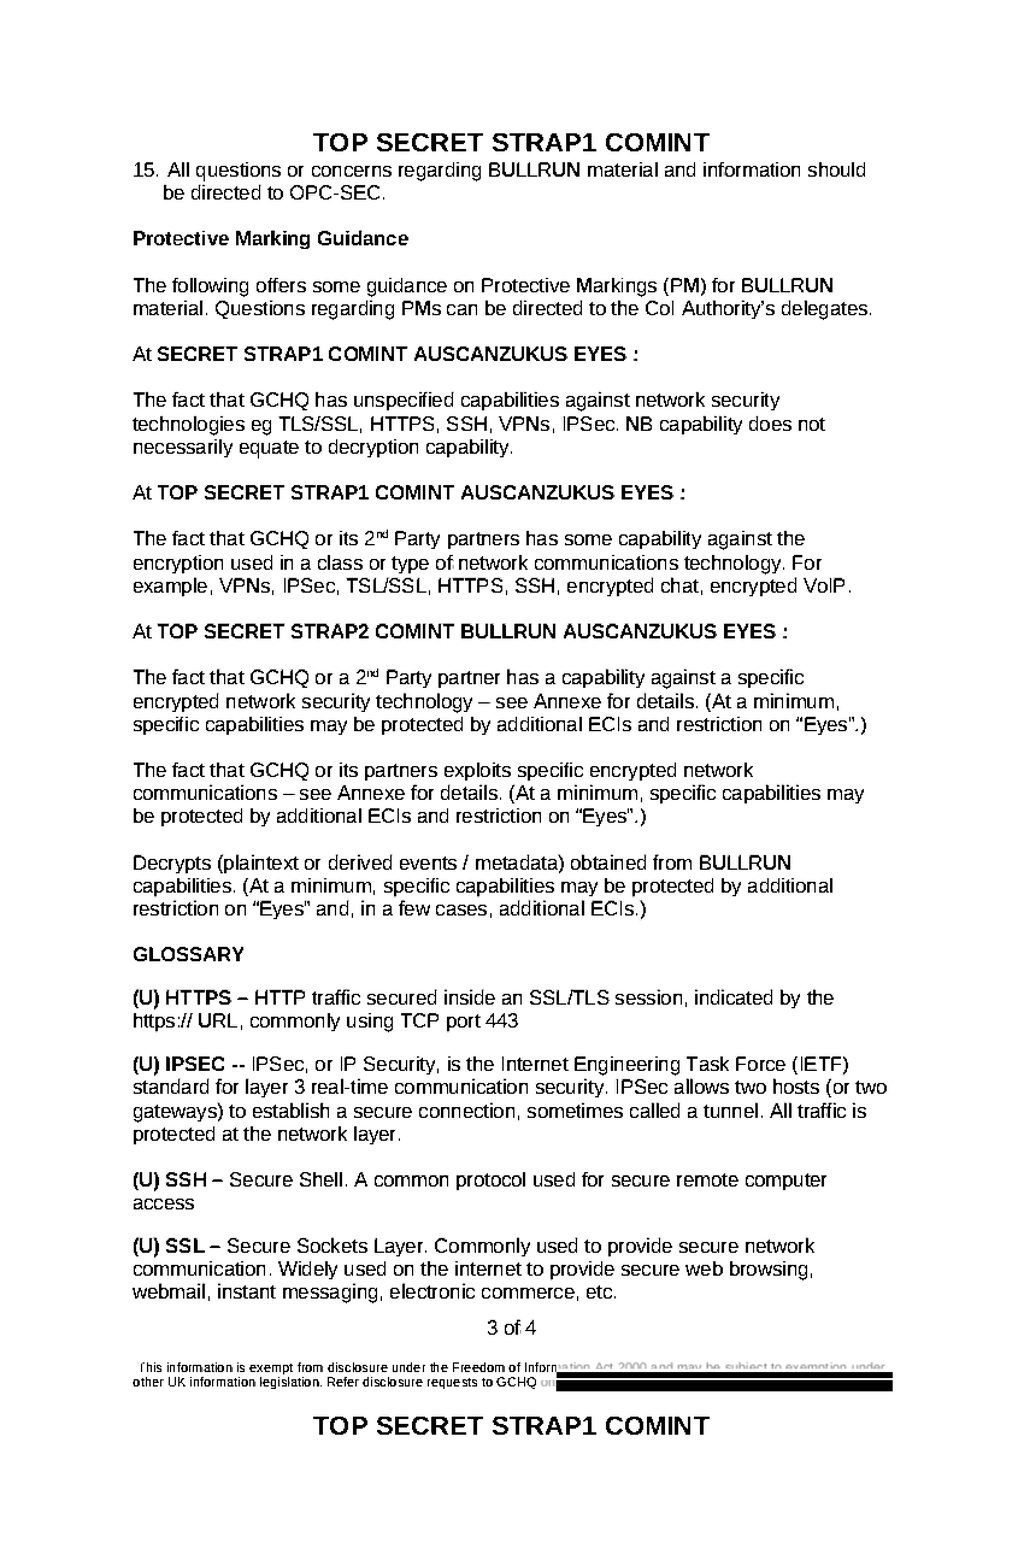 TOP SECRET STRAP1 COMINT
15. All questions or concerns regarding BULLRUN material and information should
be directed to OPC-SEC.
Protective Marking Guidance
The following offers some guidance on Protective Markings (PM) for BULLRUN
material. Questions regarding PMs can be directed to the CoI Authority’s delegates.
At SECRET STRAP1 COMINT AUSCANZUKUS EYES :
The fact that GCHQ has unspecified capabilities against network security
technologies eg TLS/SSL, HTTPS, SSH, VPNs, IPSec. NB capability does not
necessarily equate to decryption capability.
At TOP SECRET STRAP1 COMINT AUSCANZUKUS EYES :
The fact that GCHQ or its 2nd Party partners has some capability against the
encryption used in a class or type of network communications technology. For
example, VPNs, IPSec, TSL/SSL, HTTPS, SSH, encrypted chat, encrypted VoIP.
At TOP SECRET STRAP2 COMINT BULLRUN AUSCANZUKUS EYES :
The fact that GCHQ or a 2nd Party partner has a capability against a specific
encrypted network security technology – see Annexe for details. (At a minimum,
specific capabilities may be protected by additional ECIs and restriction on “Eyes”.)
The fact that GCHQ or its partners exploits specific encrypted network
communications – see Annexe for details. (At a minimum, specific capabilities may
be protected by additional ECIs and restriction on “Eyes”.)
Decrypts (plaintext or derived events / metadata) obtained from BULLRUN
capabilities. (At a minimum, specific capabilities may be protected by additional
restriction on “Eyes” and, in a few cases, additional ECIs.)
GLOSSARY
(U) HTTPS – HTTP traffic secured inside an SSL/TLS session, indicated by the
https:// URL, commonly using TCP port 443
(U) IPSEC -- IPSec, or IP Security, is the Internet Engineering Task Force (IETF)
standard for layer 3 real-time communication security. IPSec allows two hosts (or two
gateways) to establish a secure connection, sometimes called a tunnel. All traffic is
protected at the network layer.
(U) SSH – Secure Shell. A common protocol used for secure remote computer
access
(U) SSL – Secure Sockets Layer. Commonly used to provide secure network
communication. Widely used on the internet to provide secure web browsing,
webmail, instant messaging, electronic commerce, etc.
3 of 4
This information is exempt from disclosure under the Freedom of Information Act 2000 and may be subject to exemption under
other UK information legislation. Refer disclosure requests to GCHQ on
TOP SECRET STRAP1 COMINT